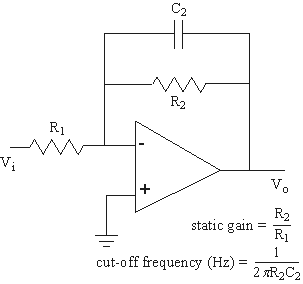 C2
R2
R1
Vi
-
+
Vo
static gain = R2/R1
cut-off frequency (Hz) = 1/2πR2C2